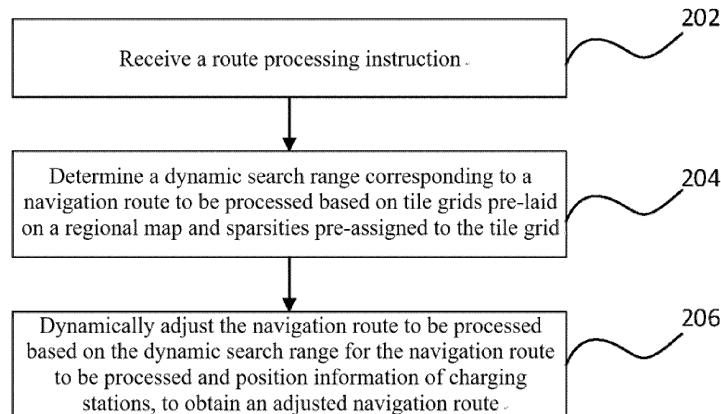 202
Receive a route processing instruction
Determine a dynamic search range corresponding to a
navigation route to be processed based on tile grids pre-laid
on a regional map and sparsities pre-assigned to the tile grid
204
Dynamically adjust the navigation route to be processed
based on the dynamic search range for the navigation route
to be processed and position information of charging
stations, to obtain an adjusted navigation route
206